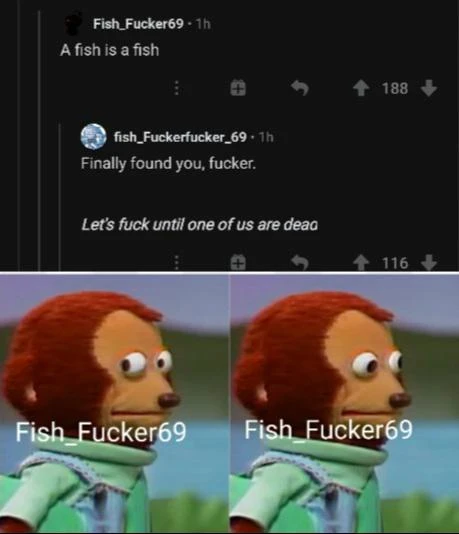 Fish_Fucker69 · 1h
A fish is a fish
188
fish_Fuckerfucker_69 · 1h
Finally found you, fucker.
Let's fuck until one of us are dead
116
Fish_Fucker69
Fish_Fucker69